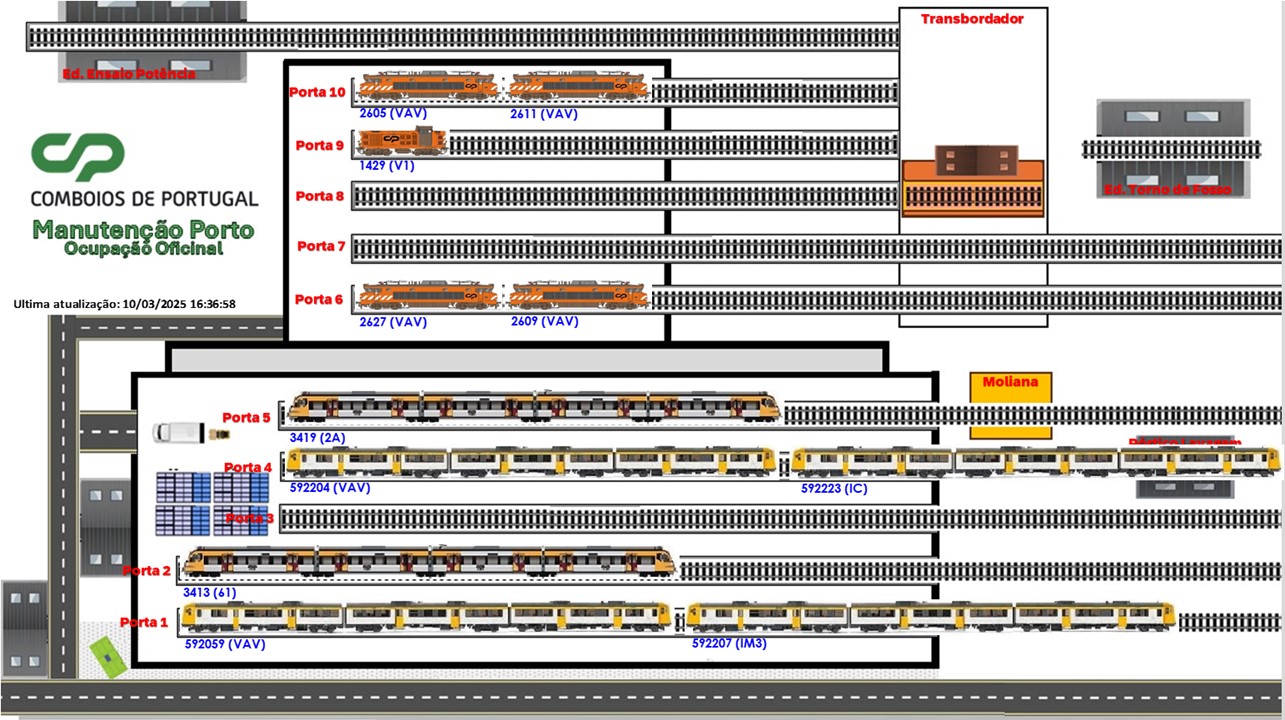 Transbordador
Ed. Ensaio Potência
Porta 10
2605 (VAV)
2611 (VAV)
Porta 9
1429 (V1)
CP
COMBOIOS DE PORTUGAL
Manutenção Porto
Ocupação Oficinal
Porta 8
Ed. Torno de Fosso
Porta 7
Ultima atualização: 10/03/2025 16:36:58
Porta 6
2627 (VAV)
2609 (VAV)
Moliana
Porta 5
3419 (2A)
Porta 4
592204 (VAV)
592223 (IC)
Porta 3
Porta 2
3413 (61)
Porta 1
592059 (VAV)
592207 (IM3)